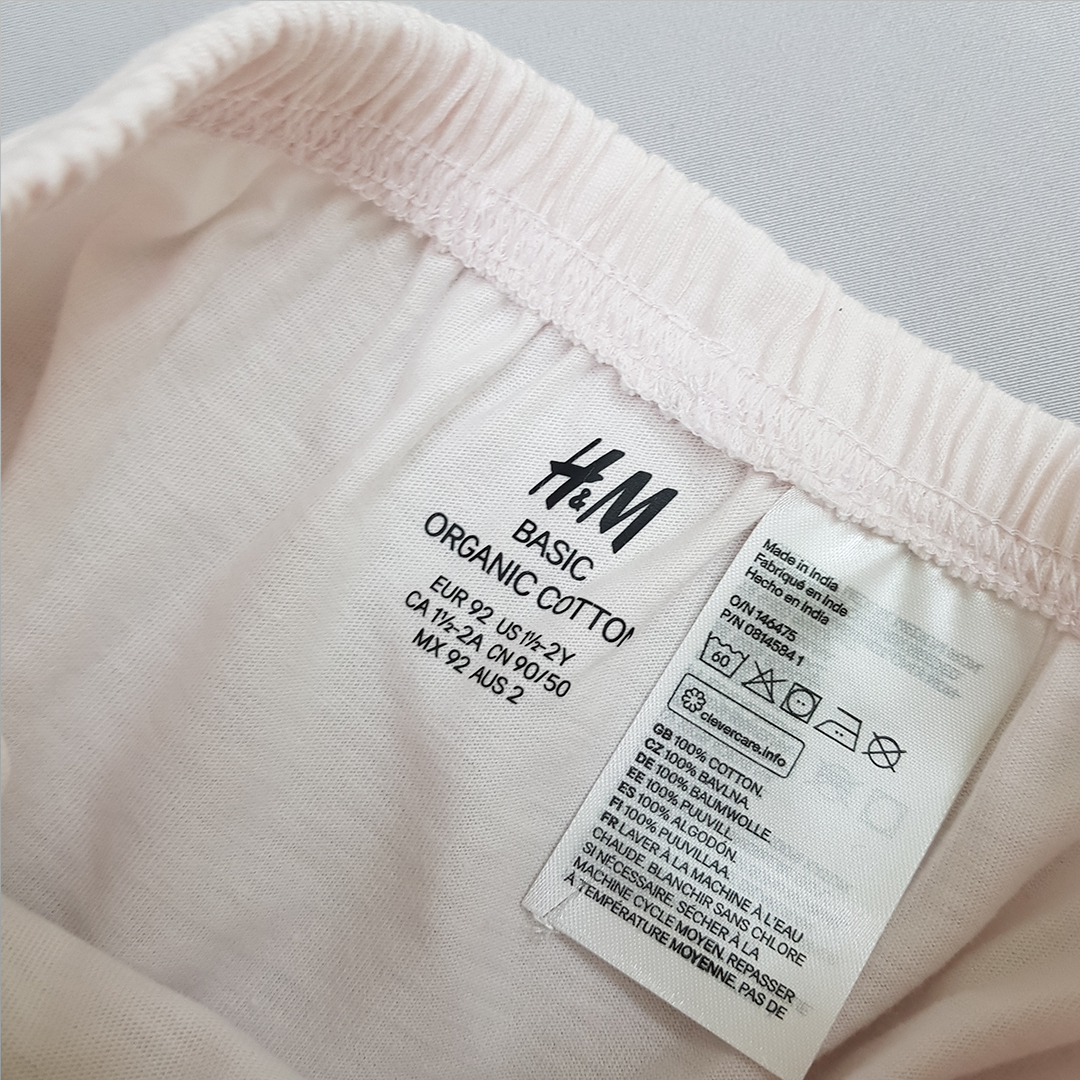 H&M
BASIC
ORGANIC COTTON
EUR 92 US 1½-2Y
CA 1½-2A CN 90/50
MX 92 AUS 2
Made in India
Fabriqué en Inde
Hecho en India
O/N 146475
P/N 0814584 1
60
clevercare.info
GB 100% COTTON.
CZ 100% BAVLNA.
DE 100% BAUMWOLLE.
EE 100% PUUVILL.
ES 100% ALGODÓN.
FI 100% PUUVILLAA.
FR LAVER À LA MACHINE À L'EAU
CHAUDE. BLANCHIR SANS CHLORE
SI NÉCESSAIRE. SÉCHER À LA
MACHINE CYCLE MOYEN. REPASSER
À TEMPÉRATURE MOYENNE. PAS DE